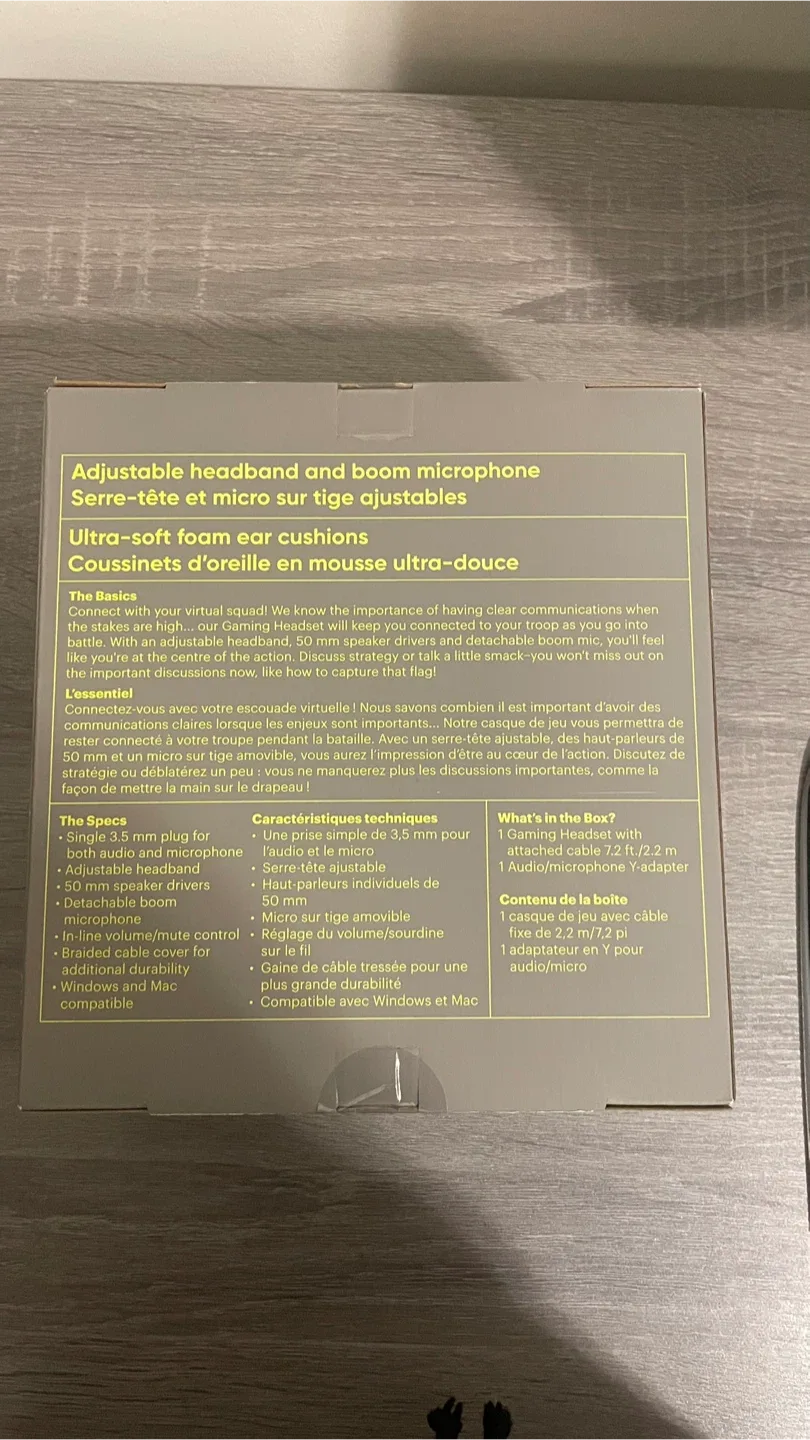 Adjustable headband and boom microphone
Serre-tête et micro sur tige ajustables
Ultra-soft foam ear cushions
Coussinets d'oreille en mousse ultra-douce
The Basics
Connect with your virtual squad! We know the importance of having clear communications when
the stakes are high... our Gaming Headset will keep you connected to your troop as you go into
battle. With an adjustable headband, 50 mm speaker drivers and detachable boom mic, you'll feel
like you're at the centre of the action. Discuss strategy or talk a little smack–you won't miss out on
the important discussions now, like how to capture that flag!
L'essentiel
Connectez-vous avec votre escouade virtuelle ! Nous savons combien il est important d'avoir des
communications claires lorsque les enjeux sont importants... Notre casque de jeu vous permettra de
rester connecté à votre troupe pendant la bataille. Avec un serre-tête ajustable, des haut-parleurs de
50 mm et un micro sur tige amovible, vous aurez l'impression d'être au cœur de l'action. Discutez de
stratégie ou déblatérez un peu : vous ne manquerez plus les discussions importantes, comme la
façon de mettre la main sur le drapeau !
The Specs
• Single 3.5 mm plug for
both audio and microphone
• Adjustable headband
• 50 mm speaker drivers
• Detachable boom
microphone
• In-line volume/mute control
• Braided cable cover for
additional durability
• Windows and Mac
compatible
Caractéristiques techniques
• Une prise simple de 3,5 mm pour
l'audio et le micro
• Serre-tête ajustable
• Haut-parleurs individuels de
50 mm
• Micro sur tige amovible
• Réglage du volume/sourdine
sur le fil
• Gaine de câble tressée pour une
plus grande durabilité
• Compatible avec Windows et Mac
What's in the Box?
1 Gaming Headset with
attached cable 7.2 ft./2.2 m
1 Audio/microphone Y-adapter
Contenu de la boîte
1 casque de jeu avec câble
fixe de 2,2 m/7,2 pi
1 adaptateur en Y pour
audio/micro